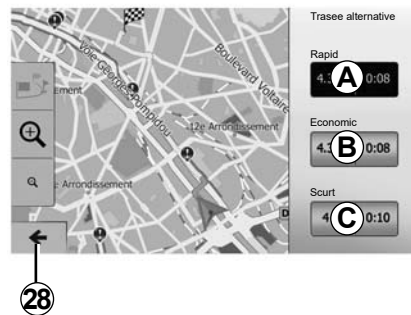 Trasee alternative
Rapid
4.3 A 0:08
Economic
4.3 B 0:08
Scurt
4 C 0:10
Voie Georges Pompidou
Boulevard Voltaire
ement
12e Arrondissement
Arrondissement
D
28